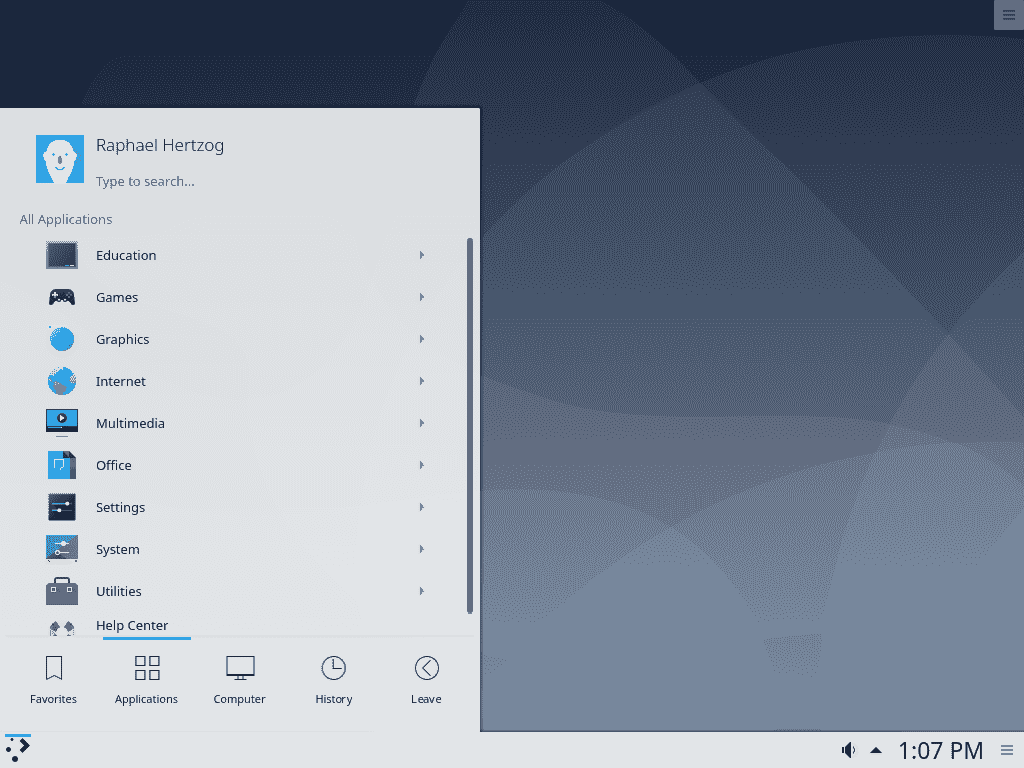 Raphael Hertzog
Type to search...
All Applications
Education
Games
Graphics
Internet
Multimedia
Office
Settings
System
Utilities
Help Center
Favorites Applications Computer History Leave
1:07 PM